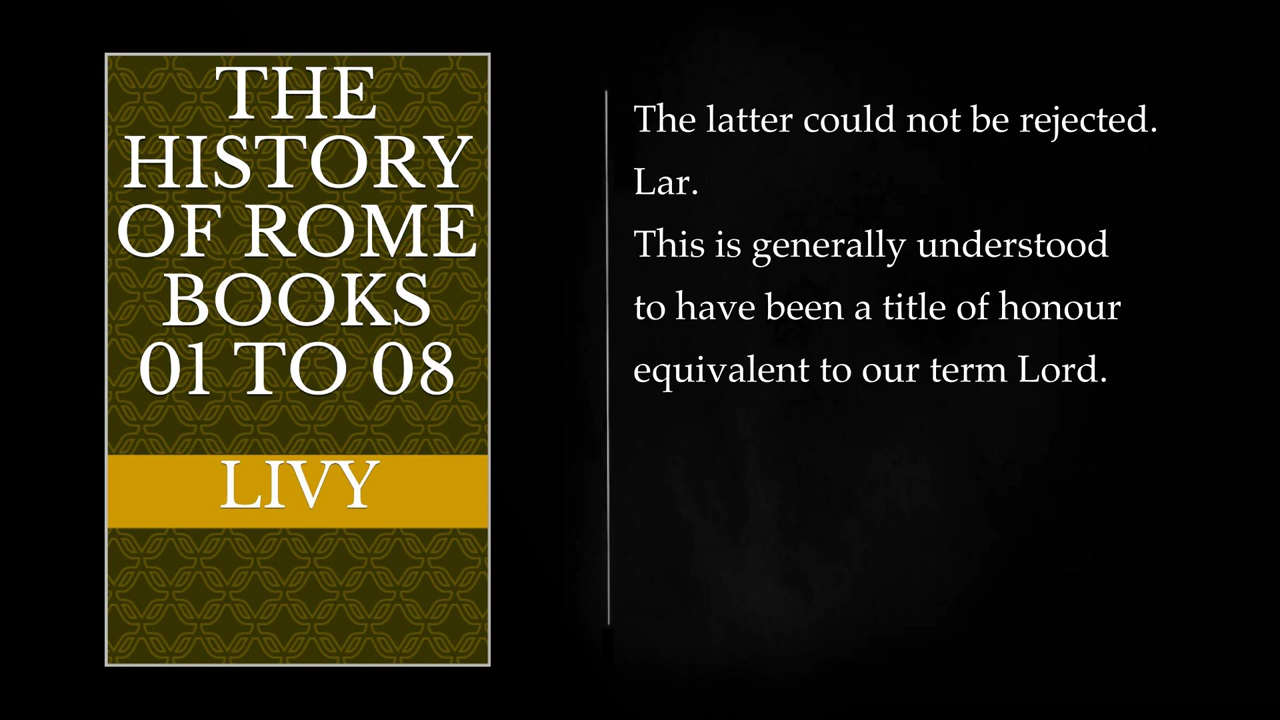 THE
HISTORY
OF ROME
BOOKS
01 TO 08
LIVY
The latter could not be rejected.
Lar.
This is generally understood
to have been a title of honour
equivalent to our term Lord.